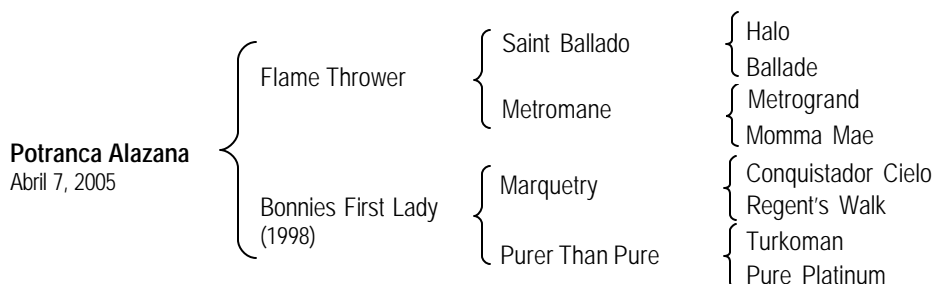 Potranca Alazana
Abril 7, 2005
Flame Thrower
Bonnies First Lady
(1998)
Saint Ballado
Metromane
Marquetry
Purer Than Pure
Halo
Ballade
Metrogrand
Momma Mae
Conquistador Cielo
Regent's Walk
Turkoman
Pure Platinum